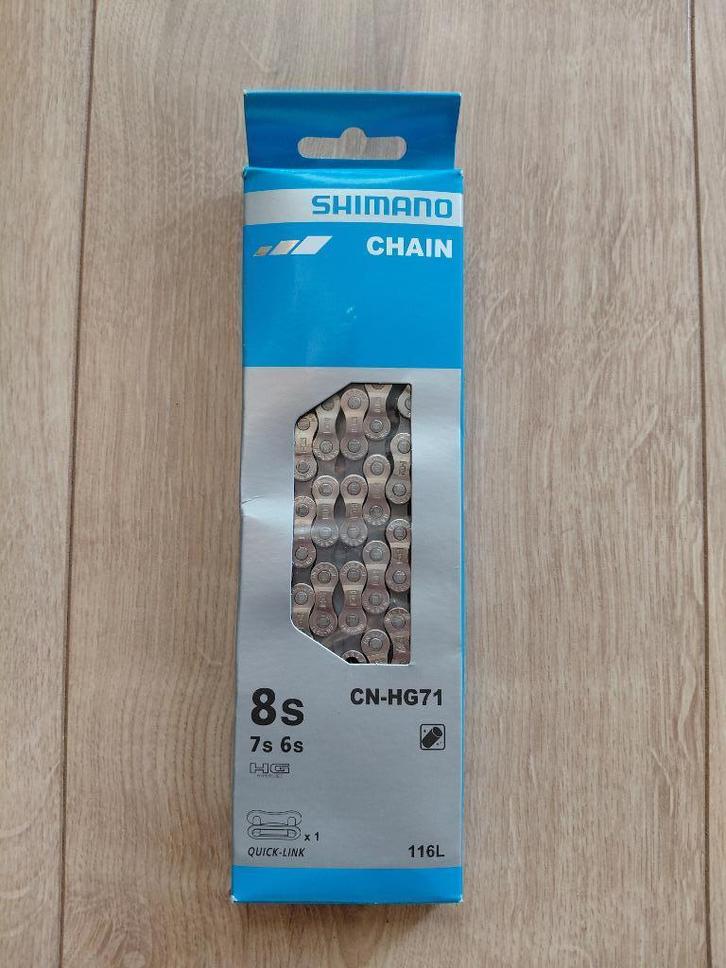 SHIMANO
CHAIN
8s
CN-HG71
7s 6s
HG
x 1
QUICK-LINK
116L